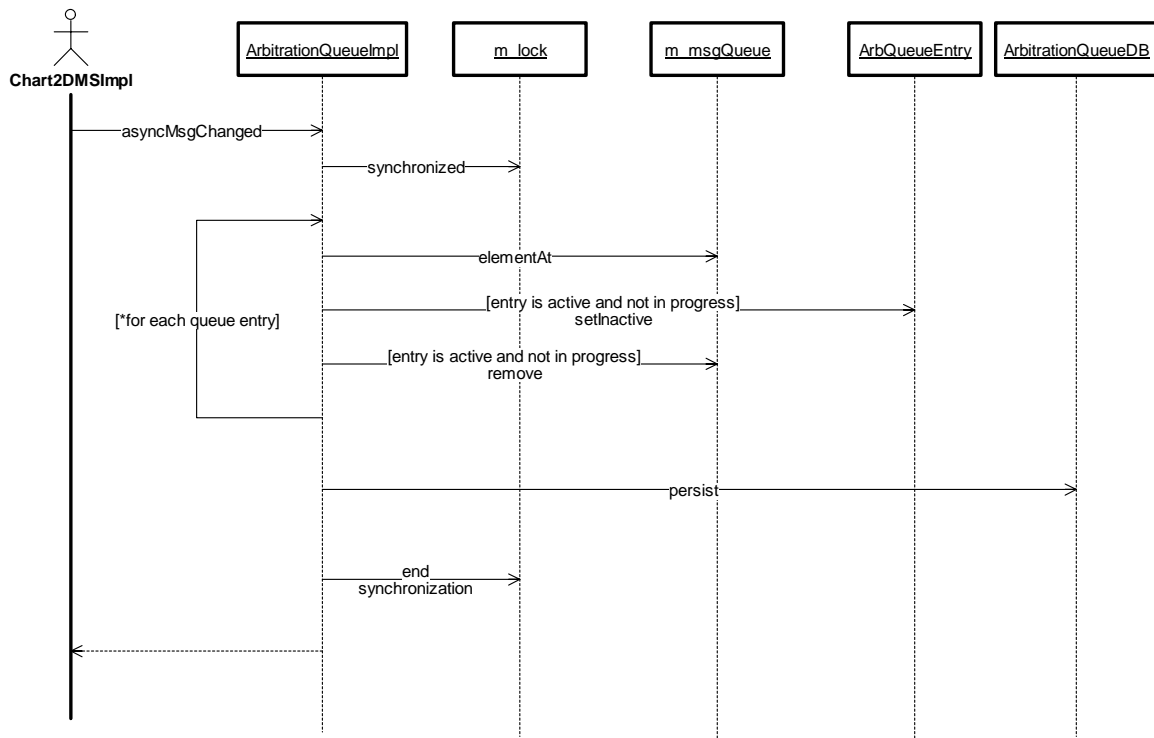 Chart2DMSImpl
ArbitrationQueueImpl
m_lock
m_msgQueue
ArbQueueEntry
ArbitrationQueueDB
asyncMsgChanged
synchronized
elementAt
[entry is active and not in progress]
setInactive
[*for each queue entry]
[entry is active and not in progress]
remove
persist
end
synchronization